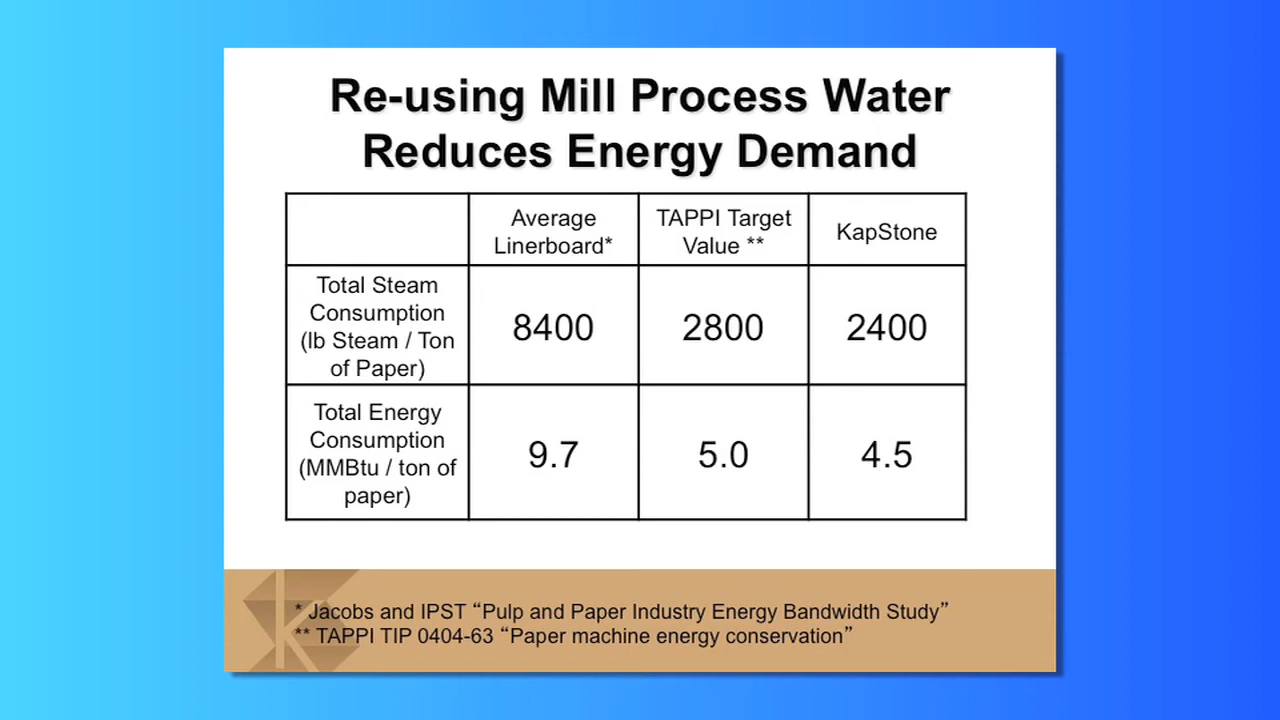 Re-using Mill Process Water
Reduces Energy Demand
Average
Linerboard*
TAPPI Target
Value **
KapStone
Total Steam
Consumption
(lb Steam / Ton
of Paper)
8400
2800
2400
Total Energy
Consumption
(MMBtu / ton of
paper)
9.7
5.0
4.5
* Jacobs and IPST “Pulp and Paper Industry Energy Bandwidth Study”
** TAPPI TIP 0404-63 “Paper machine energy conservation”